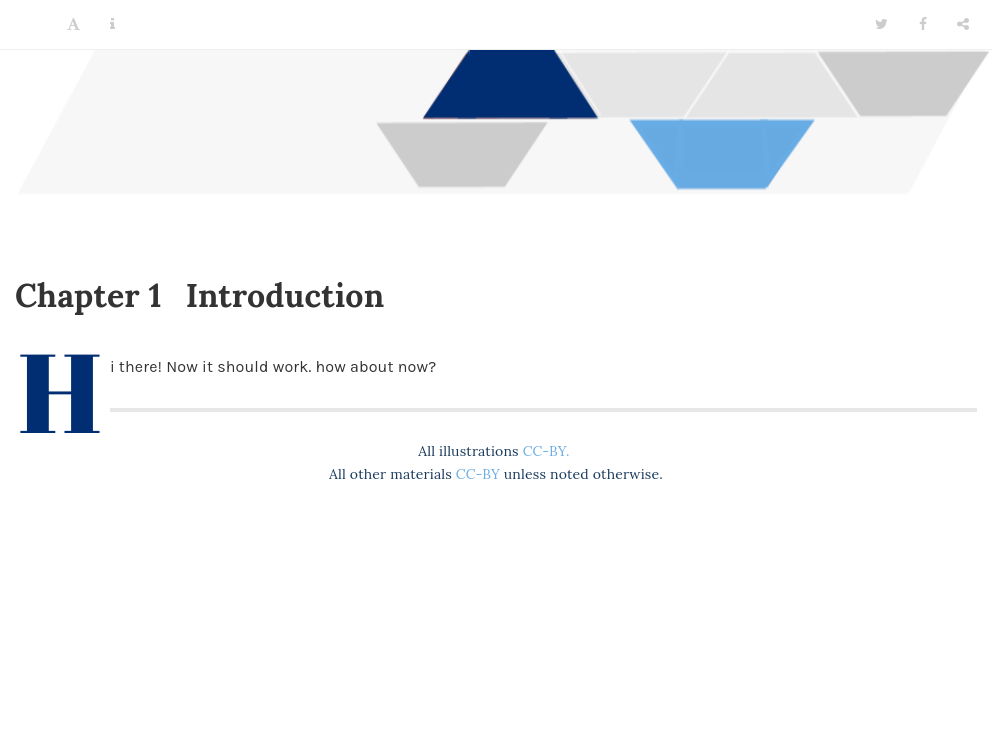 A i
Chapter 1 Introduction
Hi there! Now it should work. how about now?
All illustrations CC-BY.
All other materials CC-BY unless noted otherwise.